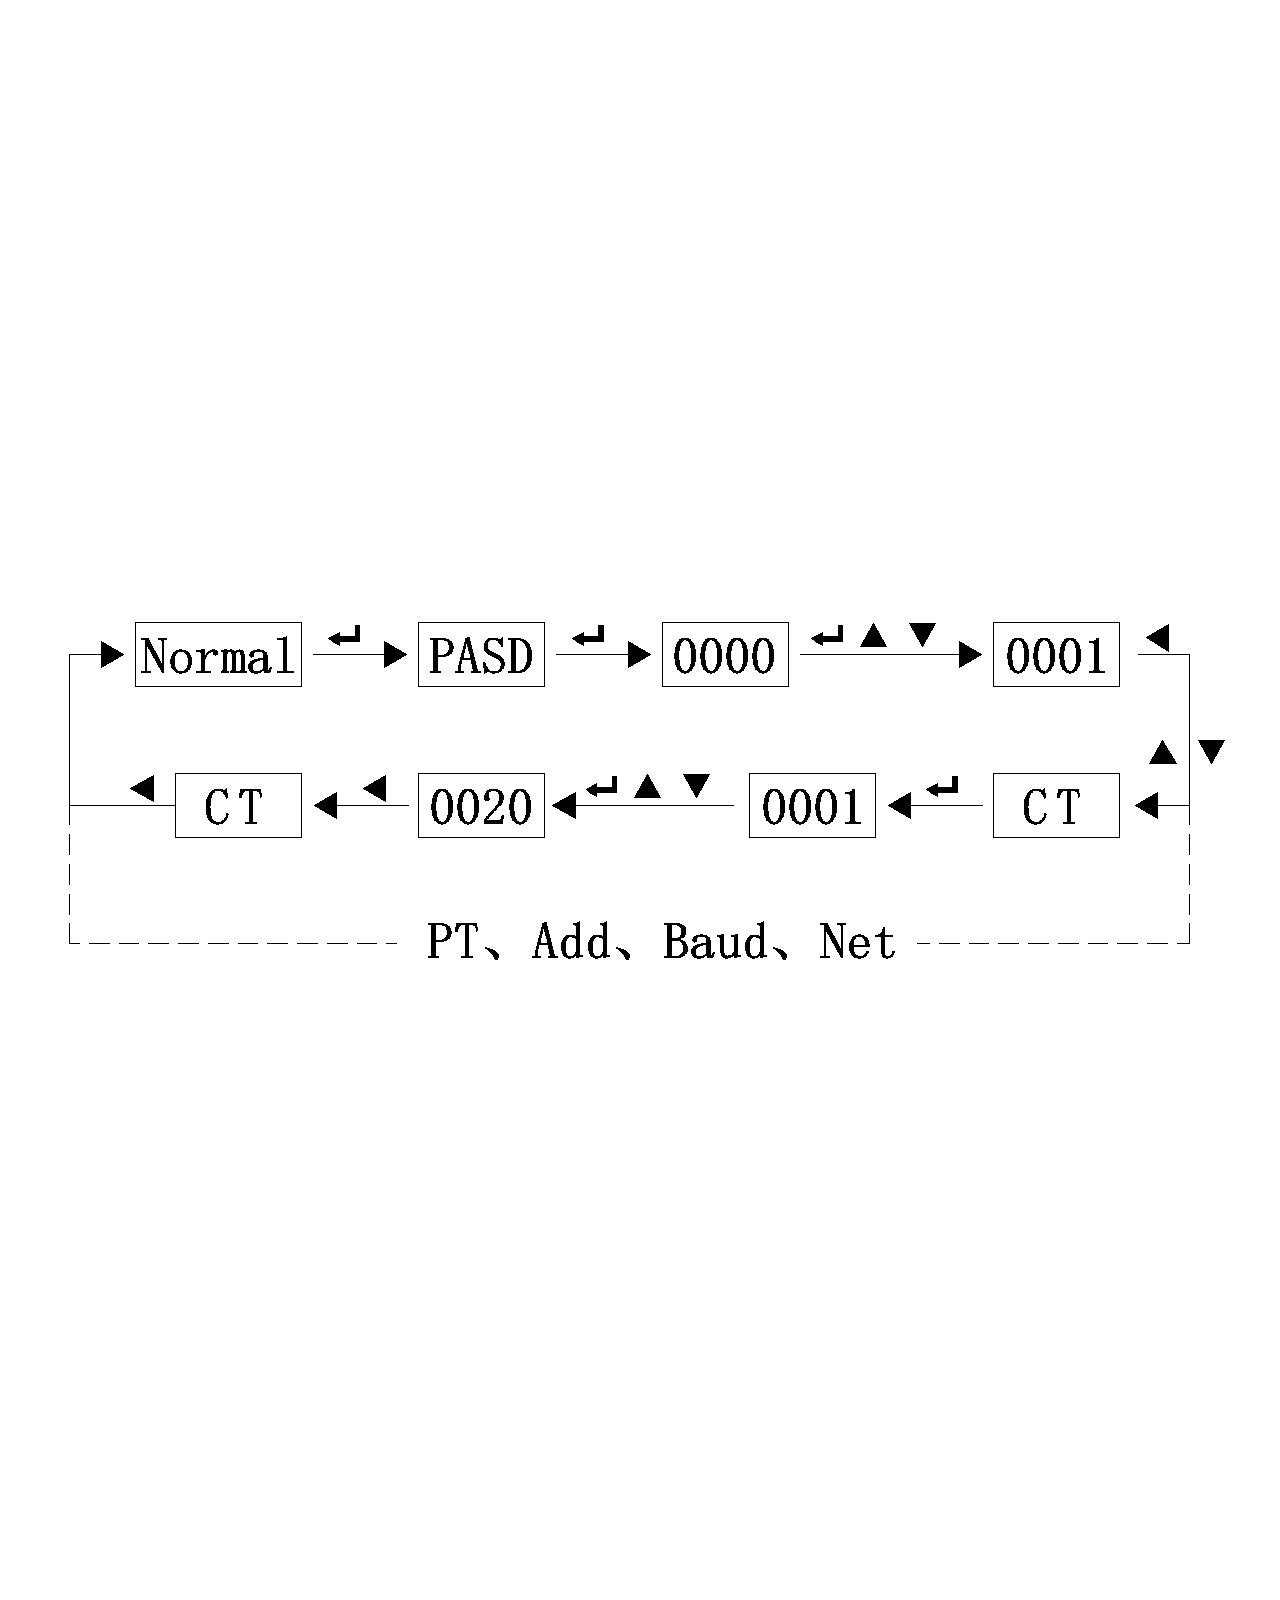 Normal PASD 0000 0001
CT 0020 0001 CT
PT、Add、Baud、Net